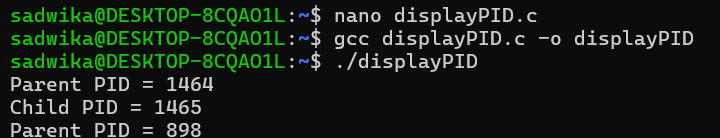 sadwika@DESKTOP-8CQAO1L:~$ nano displayPID.c
sadwika@DESKTOP-8CQAO1L:~$ gcc displayPID.c -o displayPID
sadwika@DESKTOP-8CQAO1L:~$ ./displayPID
Parent PID = 1464
Child PID = 1465
Parent PID = 898